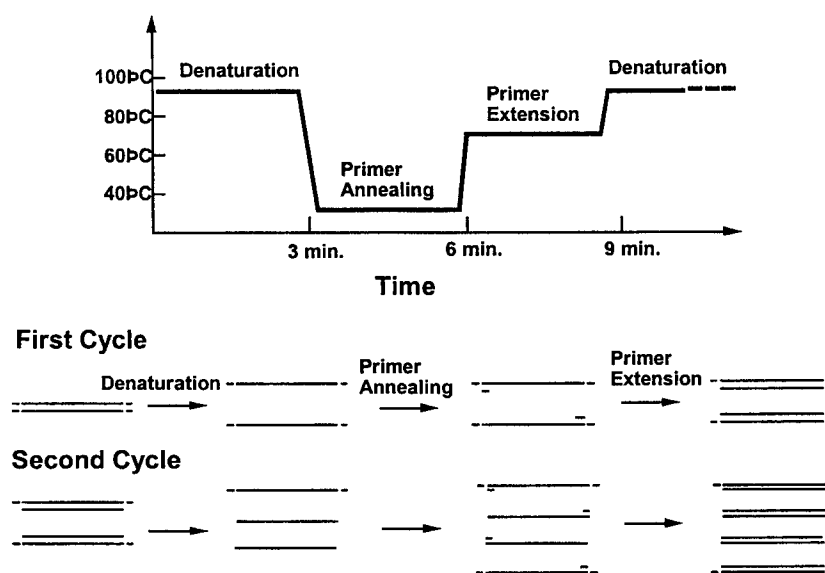 100ÞC
Denaturation
Denaturation
80ÞC
Primer
Extension
60ÞC
Primer
Annealing
40ÞC
3 min.
6 min.
9 min.
Time
First Cycle
Denaturation
Primer
Annealing
Primer
Extension
Second Cycle